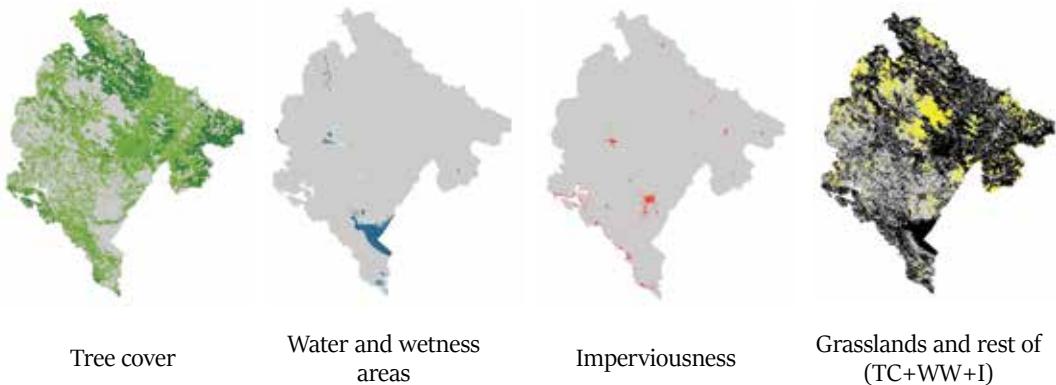 Tree cover
Water and wetness
areas
Imperviousness
Grasslands and rest of
(TC+WW+I)